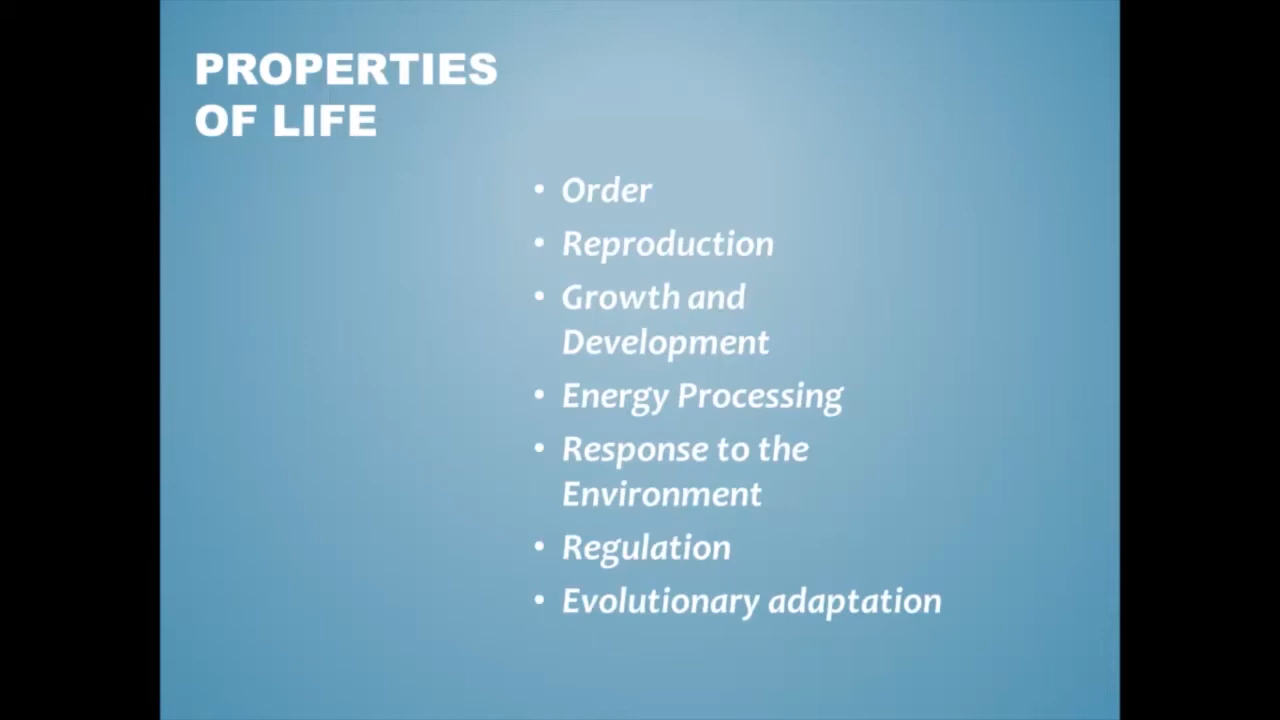 PROPERTIES
OF LIFE
• Order
• Reproduction
• Growth and
Development
• Energy Processing
• Response to the
Environment
• Regulation
• Evolutionary adaptation